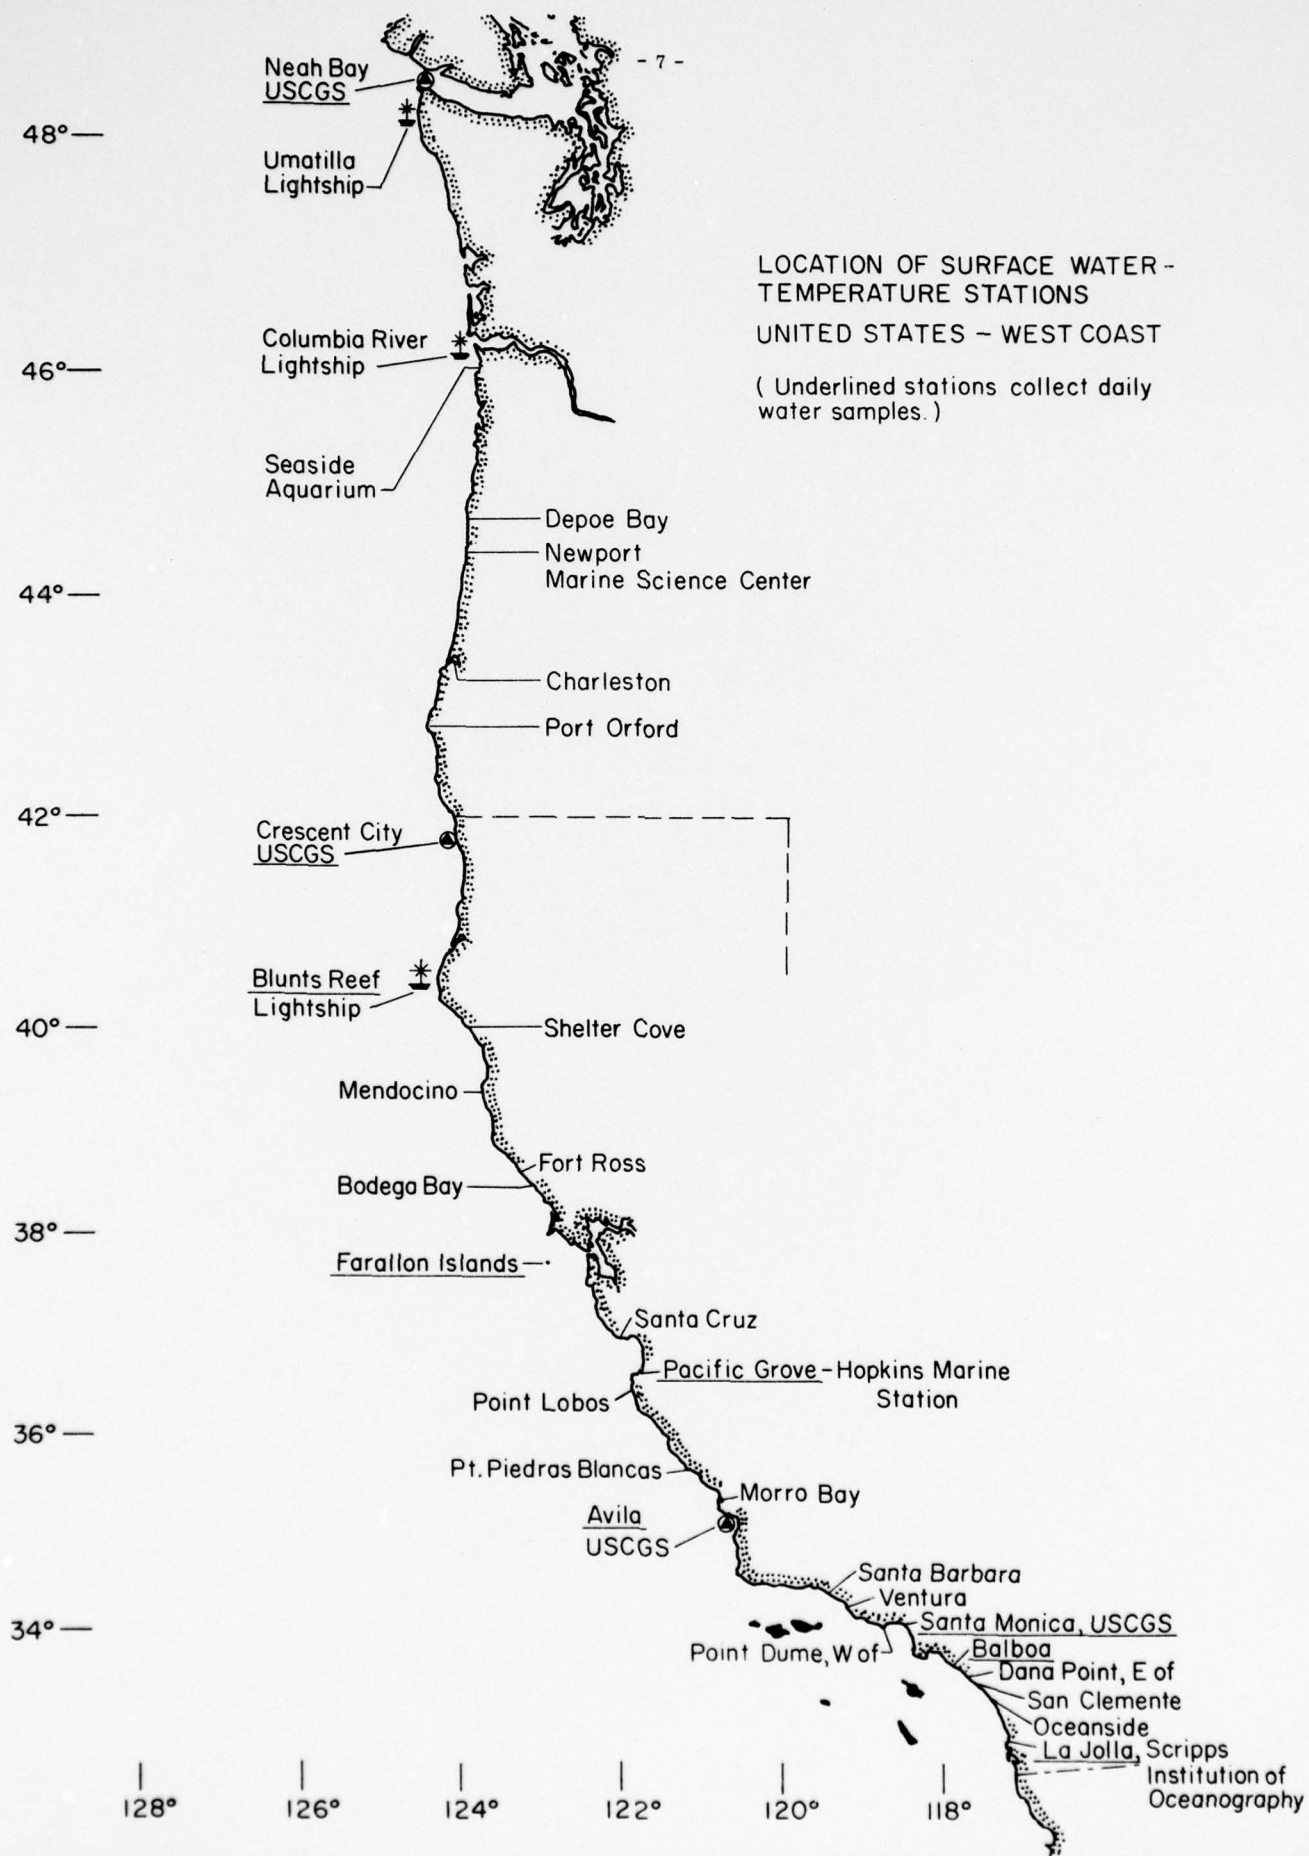 - 7 -
Neah Bay
USCGS
48°
Umatilla
Lightship
LOCATION OF SURFACE WATER-
TEMPERATURE STATIONS
UNITED STATES - WEST COAST
( Underlined stations collect daily
water samples. )
Columbia River
Lightship
46°
Seaside
Aquarium
Depoe Bay
Newport
Marine Science Center
44°
Charleston
Port Orford
42°
Crescent City
USCGS
Blunts Reef
Lightship
40°
Shelter Cove
Mendocino
Fort Ross
Bodega Bay
38°
Farallon Islands
Santa Cruz
Pacific Grove - Hopkins Marine
Station
Point Lobos
36°
Pt. Piedras Blancas
Morro Bay
Avila
USCGS
Santa Barbara
Ventura
34°
Santa Monica, USCGS
Point Dume, W of
Balboa
Dana Point, E of
San Clemente
Oceanside
La Jolla, Scripps
Institution of
Oceanography
128°
126°
124°
122°
120°
118°